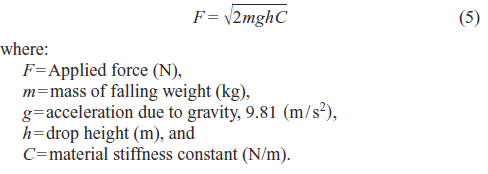 F = √2mghC (5)
where:
F=Applied force (N),
m=mass of falling weight (kg),
g=acceleration due to gravity, 9.81 (m/s²),
h=drop height (m), and
C=material stiffness constant (N/m).